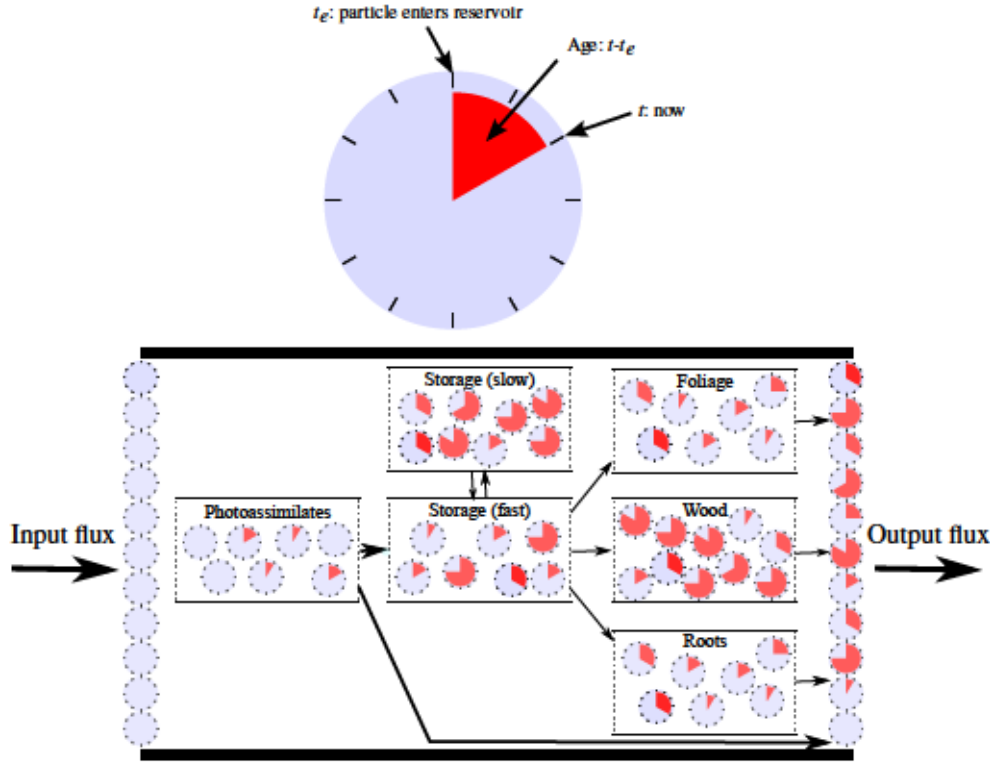 t_e: particle enters reservoir
Age: t-t_e
t: now
Storage (slow)
Foliage
Photoassimilates
Storage (fast)
Wood
Input flux
Output flux
Roots